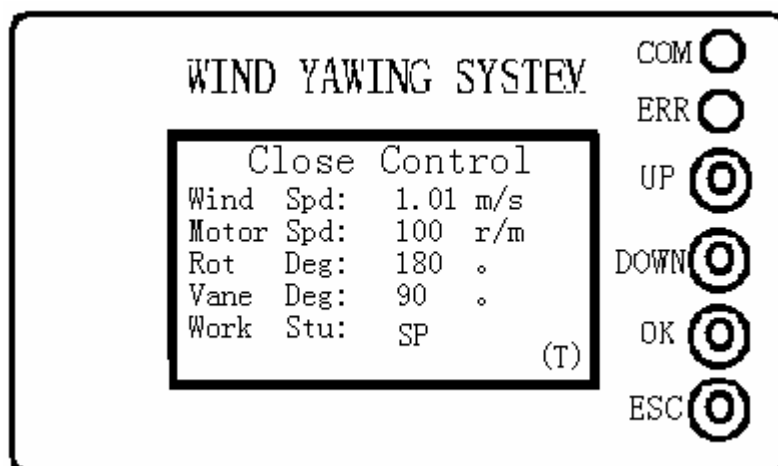 WIND YAWING SYSTEM
COM
ERR
UP
DOWN
OK
ESC
Close Control
Wind Spd: 1.01 m/s
Motor Spd: 100 r/m
Rot Deg: 180 °
Vane Deg: 90 °
Work Stu: SP
(T)